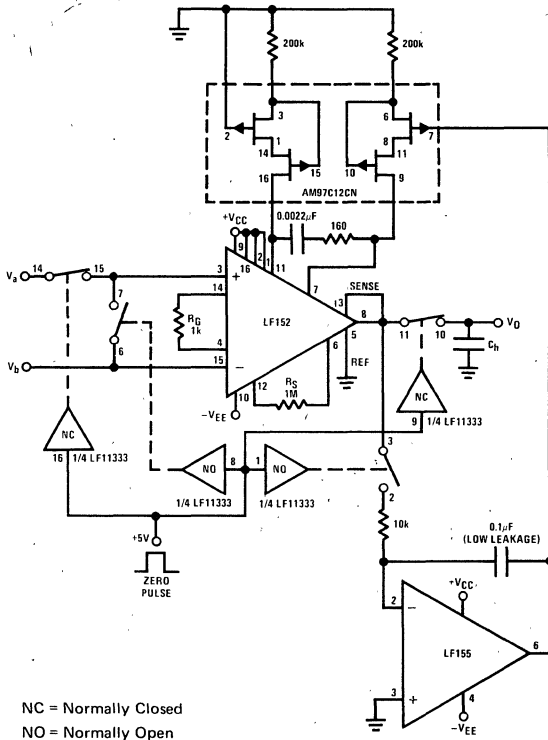 200k
200k
3
6
2
7
1
8
14
11
15
10
16
9
AM97C12CN
0.0022µF
160
+VCC
9
16
2
1
11
7
Va
14
15
3
+
13
SENSE
14
8
11
10
VO
7
RG
1k
LF152
6
4
5
REF
Ch
Vb
6
15
−
12
RS
1M
10
−VEE
NC
16
1/4 LF11333
NC
9
1/4 LF11333
NO
8
1
NO
1/4 LF11333
1/4 LF11333
3
2
10k
+5V
ZERO
PULSE
0.1µF
(LOW LEAKAGE)
+VCC
2
−
LF155
6
3
+
4
−VEE
NC = Normally Closed
NO = Normally Open